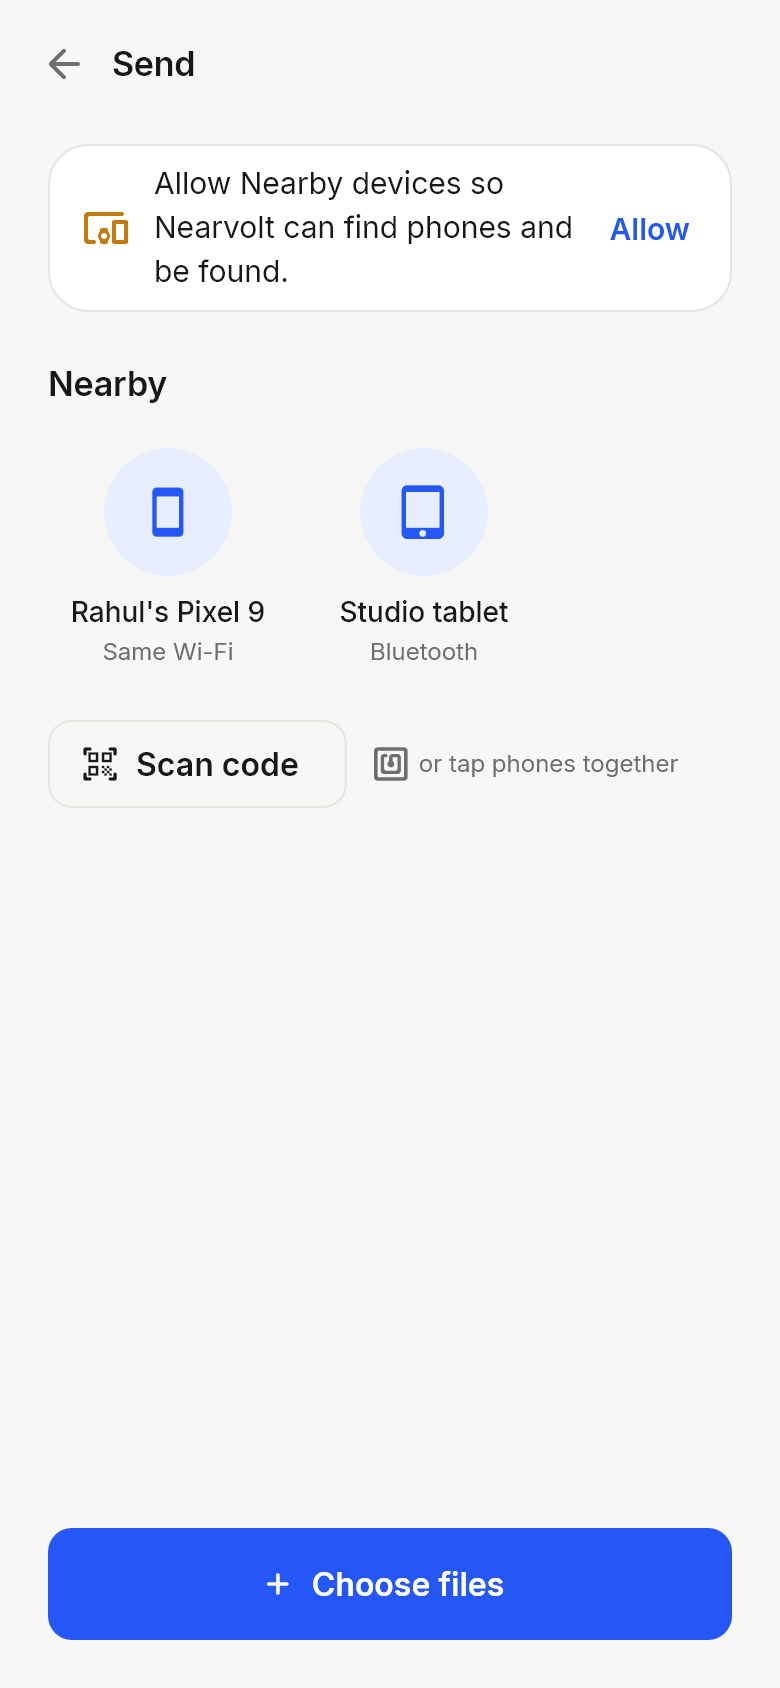 Send
Allow Nearby devices so
Nearvolt can find phones and
be found.
Allow
Nearby
Rahul's Pixel 9
Same Wi-Fi
Studio tablet
Bluetooth
Scan code
or tap phones together
Choose files